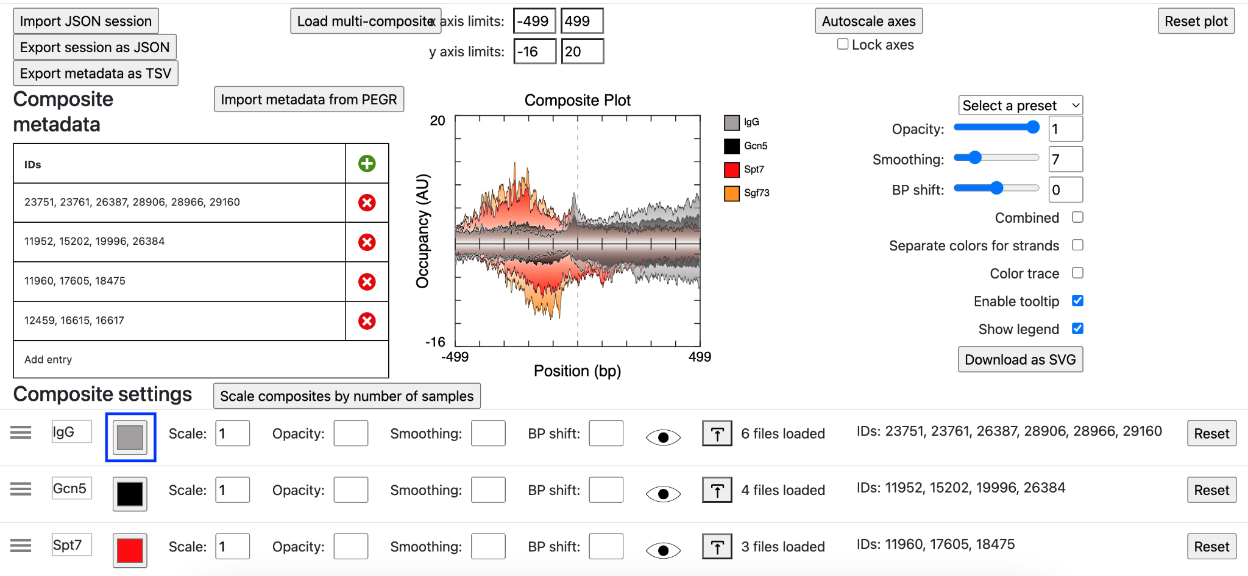 Import JSON session
Load multi-composite
x axis limits: -499 499
Autoscale axes
Reset plot
Export session as JSON
y axis limits: -16 20
Lock axes
Export metadata as TSV
Composite metadata
Import metadata from PEGR
IDs
23751, 23761, 26387, 28906, 28966, 29160
11952, 15202, 19996, 26384
11960, 17605, 18475
12459, 16615, 16617
Add entry
Composite Plot
20
-16
-499
499
Occupancy (AU)
Position (bp)
IgG
Gcn5
Spt7
Sgf73
Select a preset
Opacity: 1
Smoothing: 7
BP shift: 0
Combined
Separate colors for strands
Color trace
Enable tooltip
Show legend
Download as SVG
Composite settings
Scale composites by number of samples
IgG Scale: 1 Opacity: Smoothing: BP shift: 6 files loaded IDs: 23751, 23761, 26387, 28906, 28966, 29160 Reset
Gcn5 Scale: 1 Opacity: Smoothing: BP shift: 4 files loaded IDs: 11952, 15202, 19996, 26384 Reset
Spt7 Scale: 1 Opacity: Smoothing: BP shift: 3 files loaded IDs: 11960, 17605, 18475 Reset